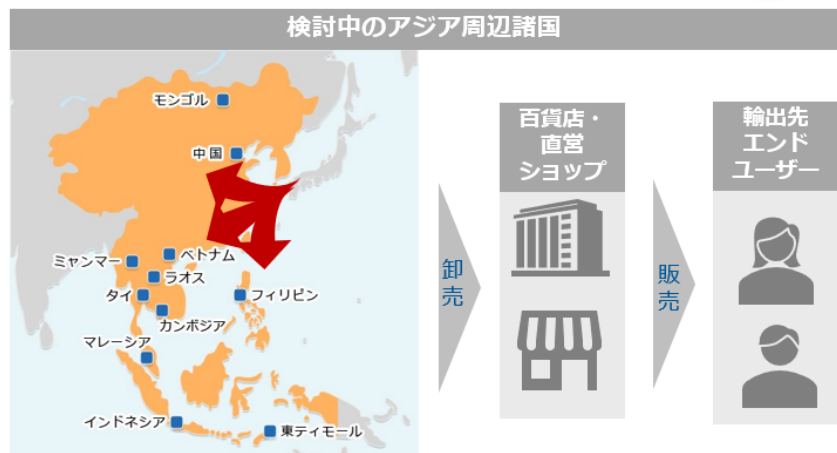 検討中のアジア周辺諸国
モンゴル
中国
ミャンマー
ベトナム
ラオス
タイ
フィリピン
カンボジア
マレーシア
インドネシア
東ティモール
卸売
百貨店・
直営
ショップ
販売
輸出先
エンド
ユーザー